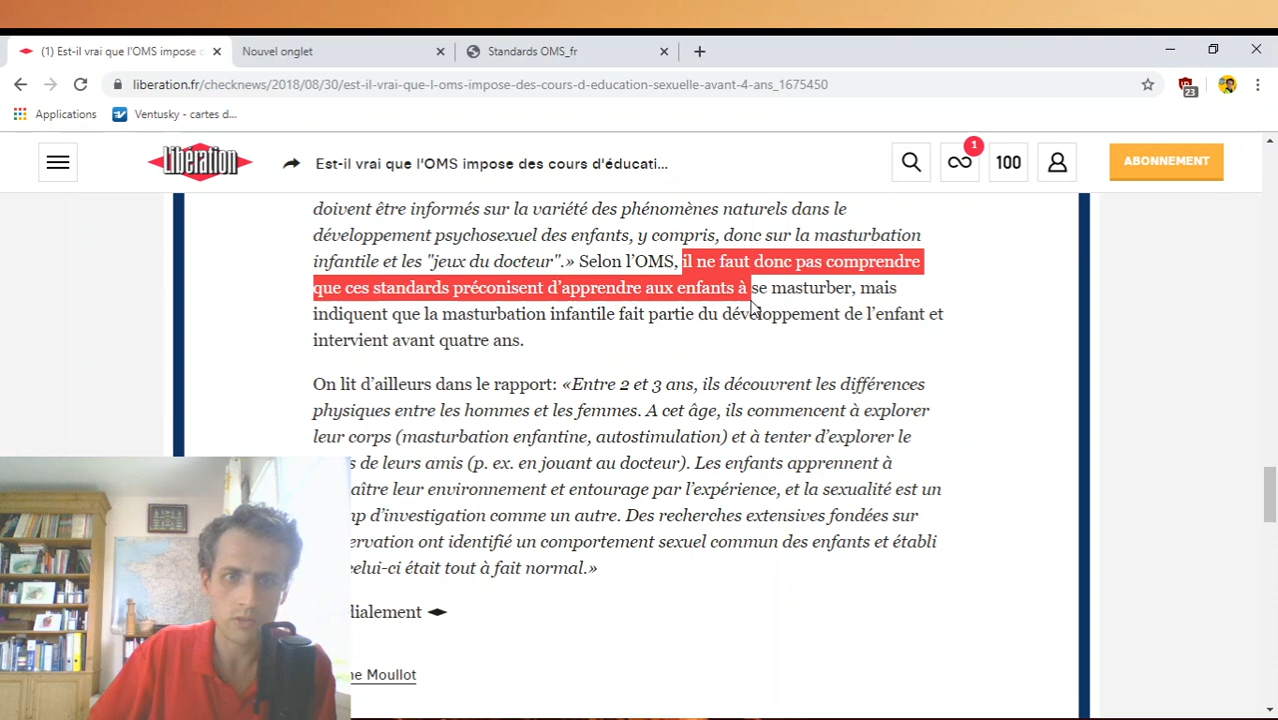 (1) Est-il vrai que l'OMS impose
Nouvel onglet
Standards OMS_fr
liberation.fr/checknews/2018/08/30/est-il-vrai-que-l-oms-impose-des-cours-d-education-sexuelle-avant-4-ans_1675450
23
Applications
Ventusky - cartes d...
Libération
Est-il vrai que l'OMS impose des cours d'éducati...
1
100
ABONNEMENT
doivent être informés sur la variété des phénomènes naturels dans le
développement psychosexuel des enfants, y compris, donc sur la masturbation
infantile et les "jeux du docteur".» Selon l'OMS, il ne faut donc pas comprendre
que ces standards préconisent d'apprendre aux enfants à se masturber, mais
indiquent que la masturbation infantile fait partie du développement de l'enfant et
intervient avant quatre ans.
On lit d'ailleurs dans le rapport: «Entre 2 et 3 ans, ils découvrent les différences
physiques entre les hommes et les femmes. A cet âge, ils commencent à explorer
leur corps (masturbation enfantine, autostimulation) et à tenter d'explorer le
s de leurs amis (p. ex. en jouant au docteur). Les enfants apprennent à
aître leur environnement et entourage par l'expérience, et la sexualité est un
mp d'investigation comme un autre. Des recherches extensives fondées sur
ervation ont identifié un comportement sexuel commun des enfants et établi
celui-ci était tout à fait normal.»
dialement
ne Moullot